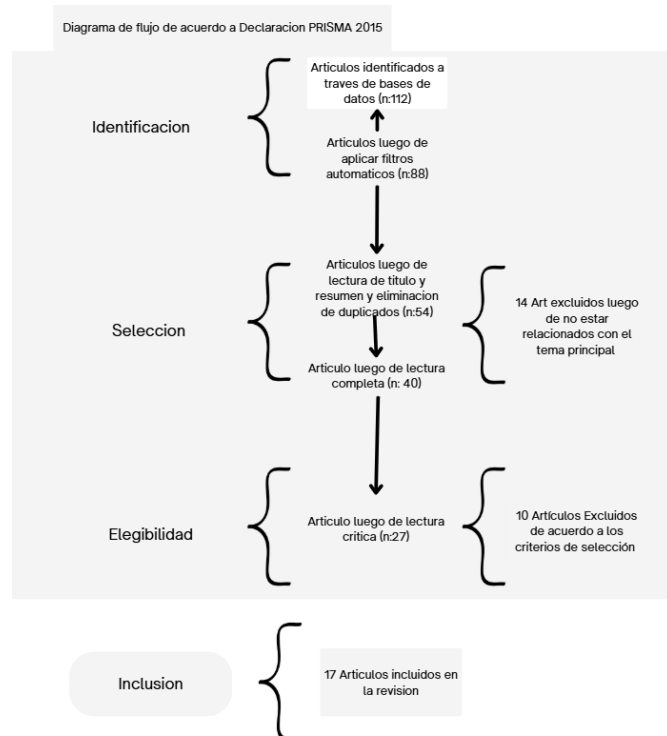 Diagrama de flujo de acuerdo a Declaracion PRISMA 2015
Articulos identificados a
traves de bases de
datos (n:112)
Identificacion
Articulos luego de
aplicar filtros
automaticos (n:88)
Articulos luego de
lectura de titulo y
resumen y eliminacion
de duplicados (n:54)
Seleccion
14 Art excluidos luego
de no estar
relacionados con el
tema principal
Articulo luego de lectura
completa (n: 40)
Elegibilidad
Articulo luego de lectura
critica (n:27)
10 Artículos Excluidos
de acuerdo a los
criterios de selección
Inclusion
17 Articulos incluidos en
la revision